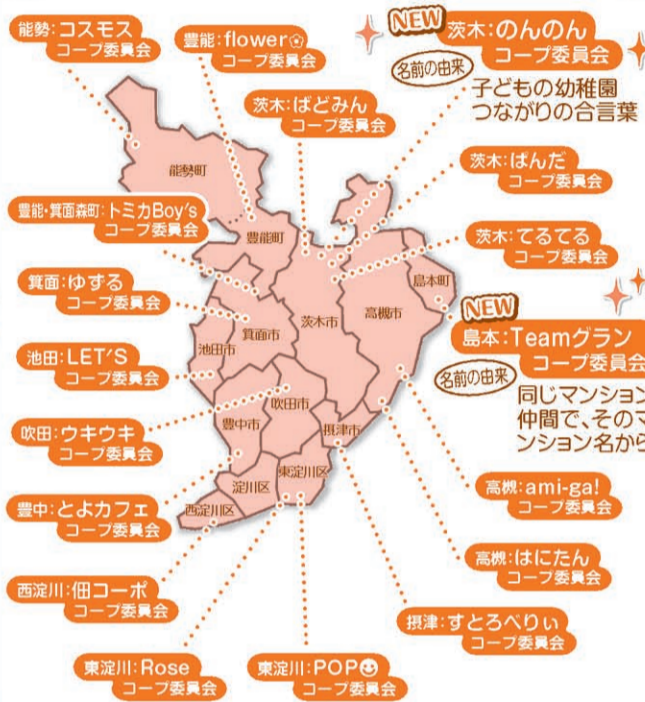 能勢:コスモス
コープ委員会
豊能:flower
コープ委員会
NEW
茨木:のんのん
コープ委員会
名前の由来
子どもの幼稚園
つながりの合言葉
茨木:ばどみん
コープ委員会
茨木:ぱんだ
コープ委員会
豊能・箕面森町:トミカBoy's
コープ委員会
茨木:てるてる
コープ委員会
箕面:ゆずる
コープ委員会
NEW
島本:Teamグラン
コープ委員会
名前の由来
同じマンション
仲間で、そのマ
ンション名から
池田:LET'S
コープ委員会
吹田:ウキウキ
コープ委員会
豊中:とよカフェ
コープ委員会
高槻:ami-ga!
コープ委員会
高槻:はにたん
コープ委員会
西淀川:佃コーポ
コープ委員会
摂津:すとろべりぃ
コープ委員会
東淀川:Rose
コープ委員会
東淀川:POP
コープ委員会
能勢町
豊能町
島本町
高槻市
茨木市
箕面市
池田市
吹田市
豊中市
摂津市
東淀川区
淀川区
西淀川区